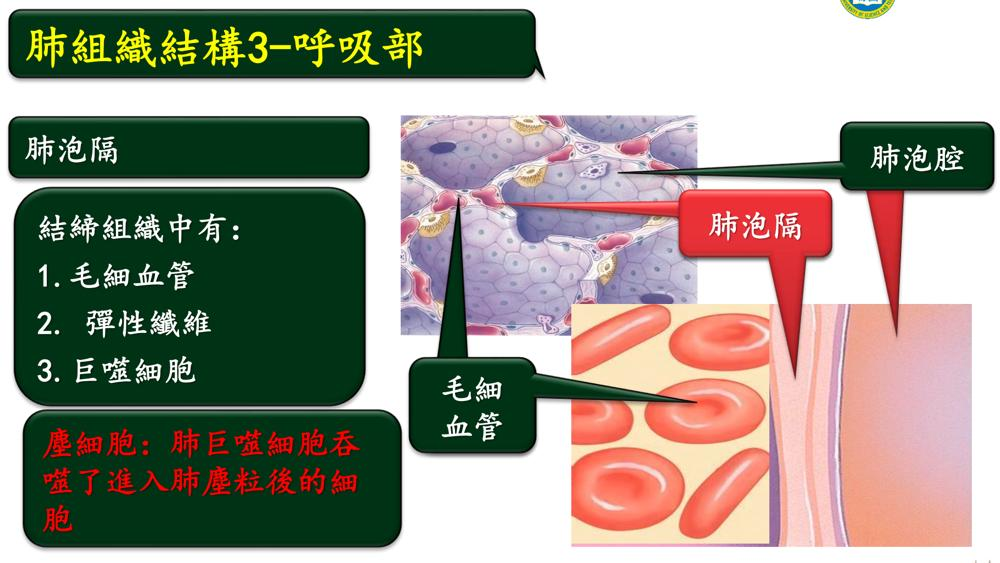 肺組織結構3-呼吸部
肺泡隔
結締組織中有：
1.毛細血管
2. 彈性纖維
3.巨噬細胞
塵細胞：肺巨噬細胞吞
噬了進入肺塵粒後的細
胞
肺泡腔
肺泡隔
毛細
血管